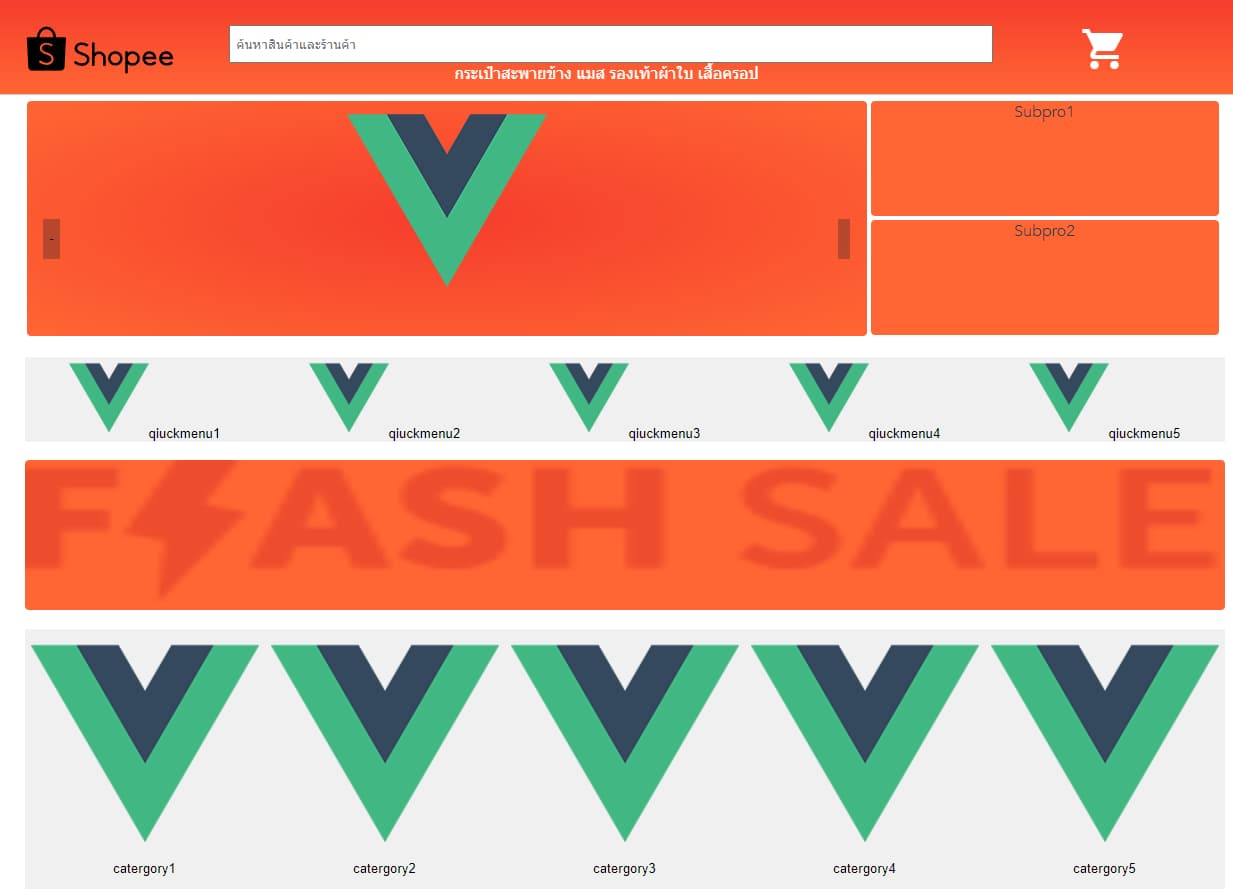 S Shopee
ค้นหาสินค้าและร้านค้า
กระเป๋าสะพายข้าง แมส รองเท้าผ้าใบ เสื้อครอป
Subpro1
-
Subpro2
qiuckmenu1 qiuckmenu2 qiuckmenu3 qiuckmenu4 qiuckmenu5
F ASH SALE
catergory1 catergory2 catergory3 catergory4 catergory5